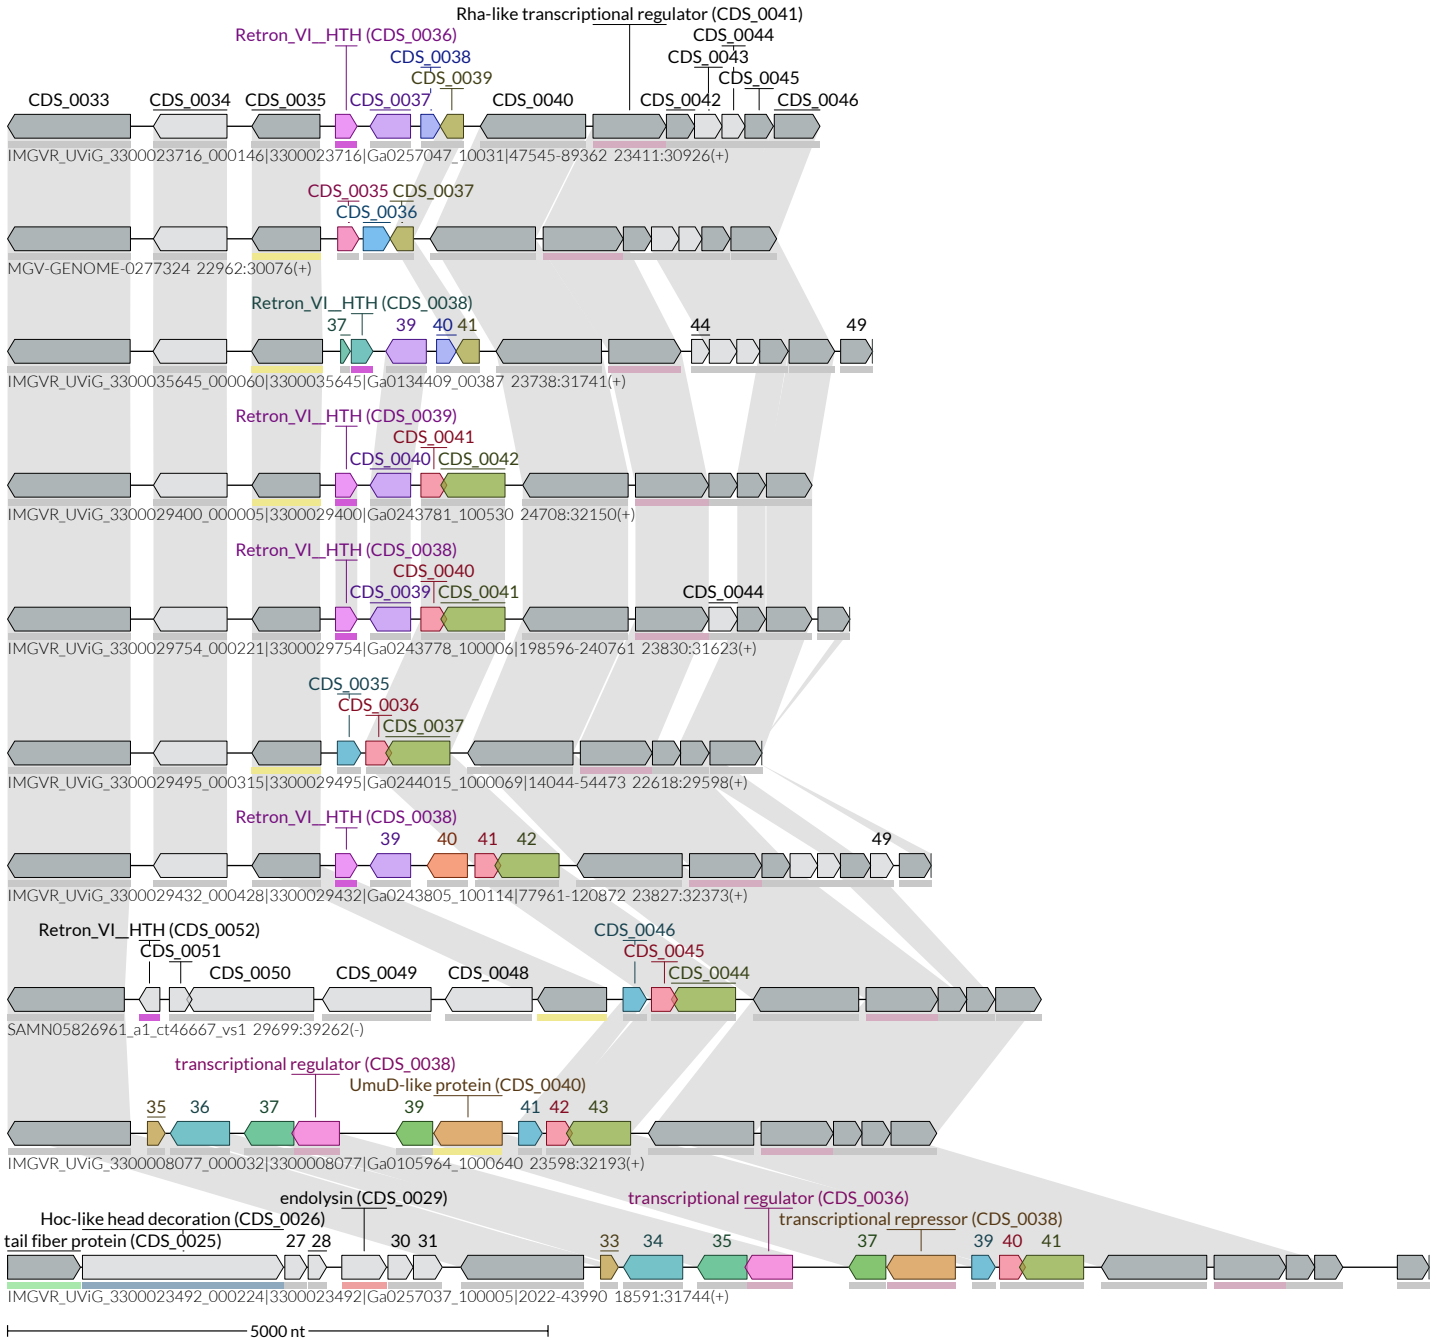 Rha-like transcriptional regulator (CDS_0041)
Retron_VI__HTH (CDS_0036) CDS_0044
CDS_0038 CDS_0043
CDS_0039 CDS_0045
CDS_0033 CDS_0034 CDS_0035 CDS_0037 CDS_0040 CDS_0042 CDS_0046
IMGVR_UViG_3300023716_000146|3300023716|Ga0257047_10031|47545-89362 23411:30926(+)
CDS_0035 CDS_0037
CDS_0036
MGV-GENOME-0277324 22962:30076(+)
Retron_VI__HTH (CDS_0038)
37 39 40 41 44 49
IMGVR_UViG_3300035645_000060|3300035645|Ga0134409_00387 23738:31741(+)
Retron_VI__HTH (CDS_0039)
CDS_0041
CDS_0040 CDS_0042
IMGVR_UViG_3300029400_000005|3300029400|Ga0243781_100530 24708:32150(+)
Retron_VI__HTH (CDS_0038)
CDS_0040
CDS_0039 CDS_0041 CDS_0044
IMGVR_UViG_3300029754_000221|3300029754|Ga0243778_100006|198596-240761 23830:31623(+)
CDS_0035
CDS_0036
CDS_0037
IMGVR_UViG_3300029495_000315|3300029495|Ga0244015_1000069|14044-54473 22618:29598(+)
Retron_VI__HTH (CDS_0038)
39 40 41 42 49
IMGVR_UViG_3300029432_000428|3300029432|Ga0243805_100114|77961-120872 23827:32373(+)
Retron_VI__HTH (CDS_0052) CDS_0046
CDS_0051 CDS_0045
CDS_0050 CDS_0049 CDS_0048 CDS_0044
SAMN05826961_a1_ct46667_vs1 29699:39262(-)
transcriptional regulator (CDS_0038)
UmuD-like protein (CDS_0040)
35 36 37 39 41 42 43
IMGVR_UViG_3300008077_000032|3300008077|Ga0105964_1000640 23598:32193(+)
endolysin (CDS_0029) transcriptional regulator (CDS_0036)
Hoc-like head decoration (CDS_0026) transcriptional repressor (CDS_0038)
tail fiber protein (CDS_0025) 27 28 30 31 33 34 35 37 39 40 41
IMGVR_UViG_3300023492_000224|3300023492|Ga0257037_100005|2022-43990 18591:31744(+)
5000 nt